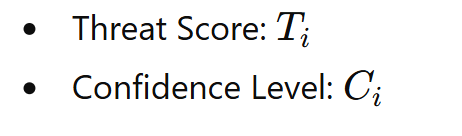 • Threat Score: Tᵢ
• Confidence Level: Cᵢ